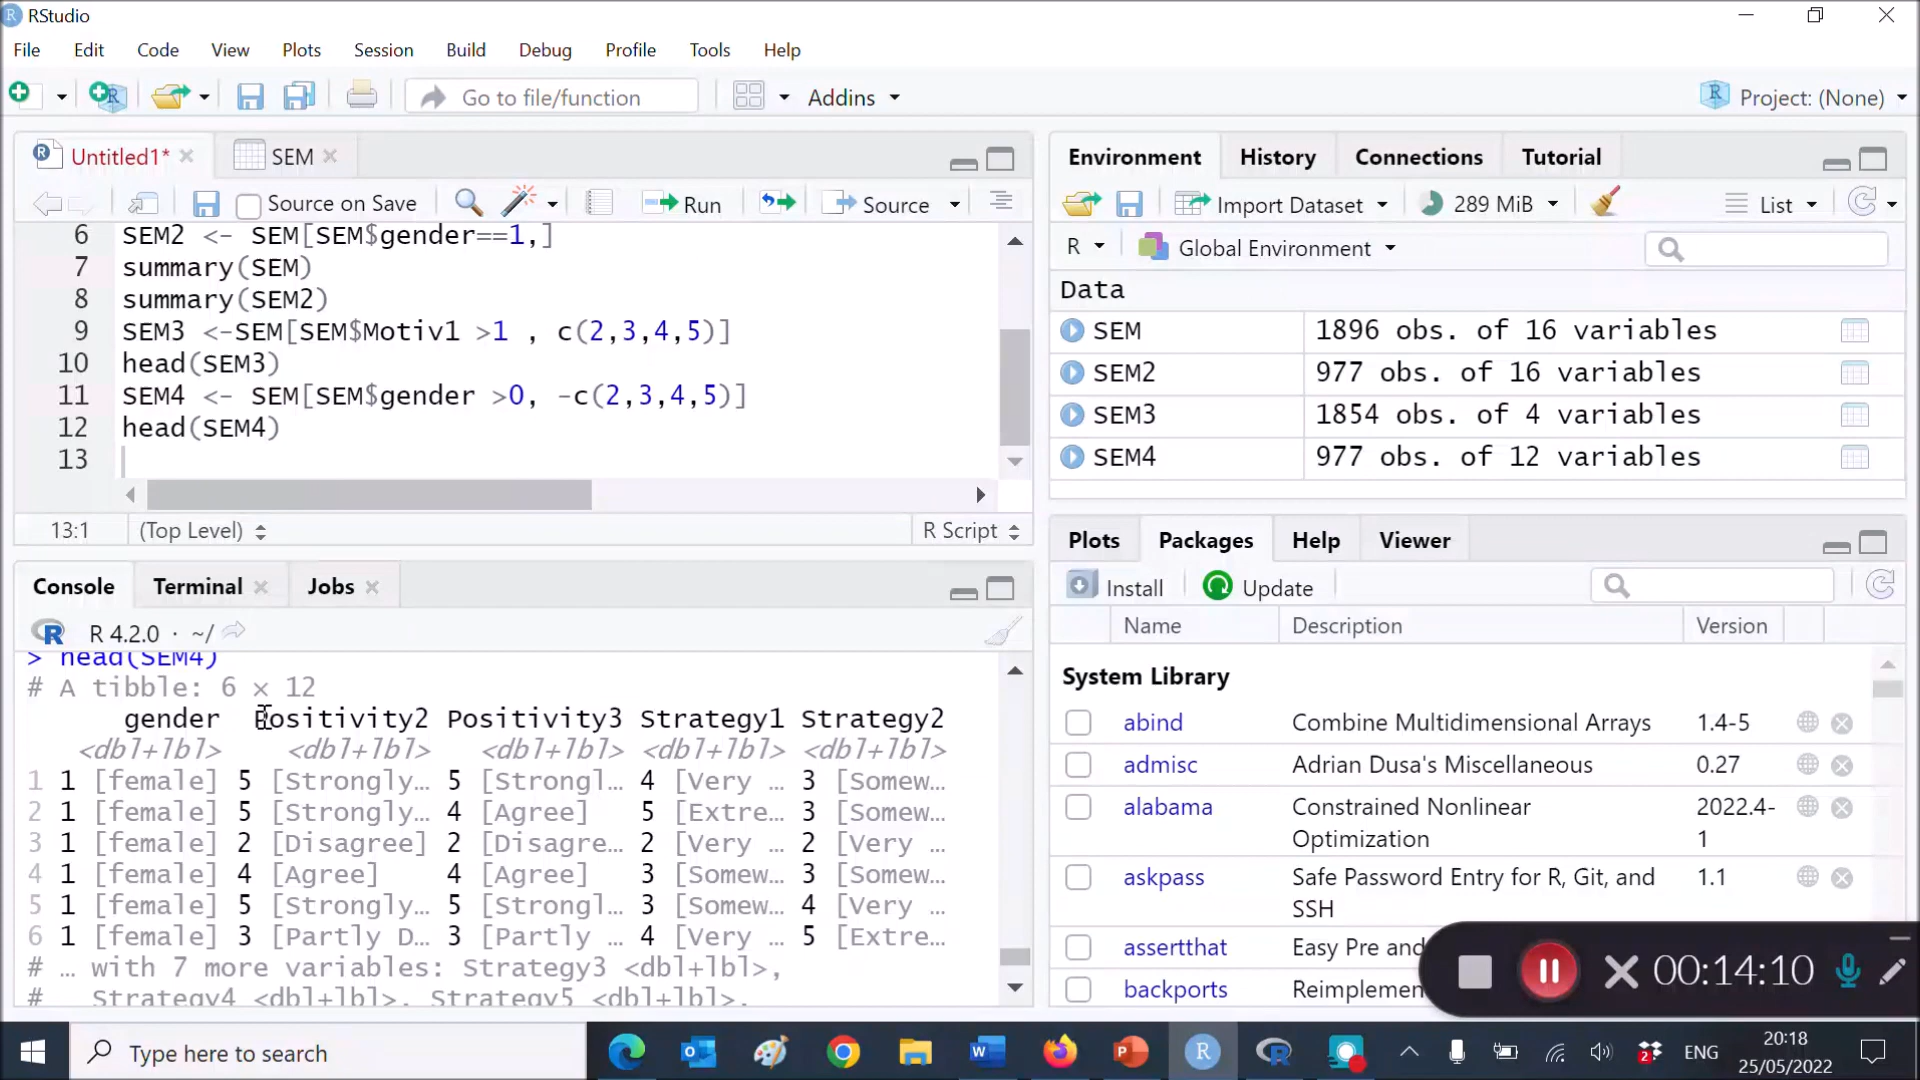 RStudio
File Edit Code View Plots Session Build Debug Profile Tools Help
Go to file/function Addins Project: (None)
Untitled1* SEM
Source on Save Run Source
6 SEM2 <- SEM[SEM$gender==1,]
7 summary(SEM)
8 summary(SEM2)
9 SEM3 <-SEM[SEM$Motiv1 >1 , c(2,3,4,5)]
10 head(SEM3)
11 SEM4 <- SEM[SEM$gender >0, -c(2,3,4,5)]
12 head(SEM4)
13
13:1 (Top Level) R Script
Console Terminal Jobs
R 4.2.0 · ~/
> head(SEM4)
# A tibble: 6 × 12
gender Positivity2 Positivity3 Strategy1 Strategy2
<dbl+lbl> <dbl+lbl> <dbl+lbl> <dbl+lbl> <dbl+lbl>
1 1 [female] 5 [Strongly… 5 [Strongl… 4 [Very … 3 [Somew…
2 1 [female] 5 [Strongly… 4 [Agree] 5 [Extre… 3 [Somew…
3 1 [female] 2 [Disagree] 2 [Disagre… 2 [Very … 2 [Very …
4 1 [female] 4 [Agree] 4 [Agree] 3 [Somew… 3 [Somew…
5 1 [female] 5 [Strongly… 5 [Strongl… 3 [Somew… 4 [Very …
6 1 [female] 3 [Partly D… 3 [Partly … 4 [Very … 5 [Extre…
# … with 7 more variables: Strategy3 <dbl+lbl>,
# Strategy4 <dbl+lbl>, Strategy5 <dbl+lbl>,
Environment History Connections Tutorial
Import Dataset 289 MiB List
R Global Environment
Data
SEM 1896 obs. of 16 variables
SEM2 977 obs. of 16 variables
SEM3 1854 obs. of 4 variables
SEM4 977 obs. of 12 variables
Plots Packages Help Viewer
Install Update
Name Description Version
System Library
abind Combine Multidimensional Arrays 1.4-5
admisc Adrian Dusa's Miscellaneous 0.27
alabama Constrained Nonlinear 2022.4-
Optimization 1
askpass Safe Password Entry for R, Git, and 1.1
SSH
assertthat Easy Pre and
backports Reimplemen
00:14:10
Type here to search
ENG
20:18
25/05/2022
2